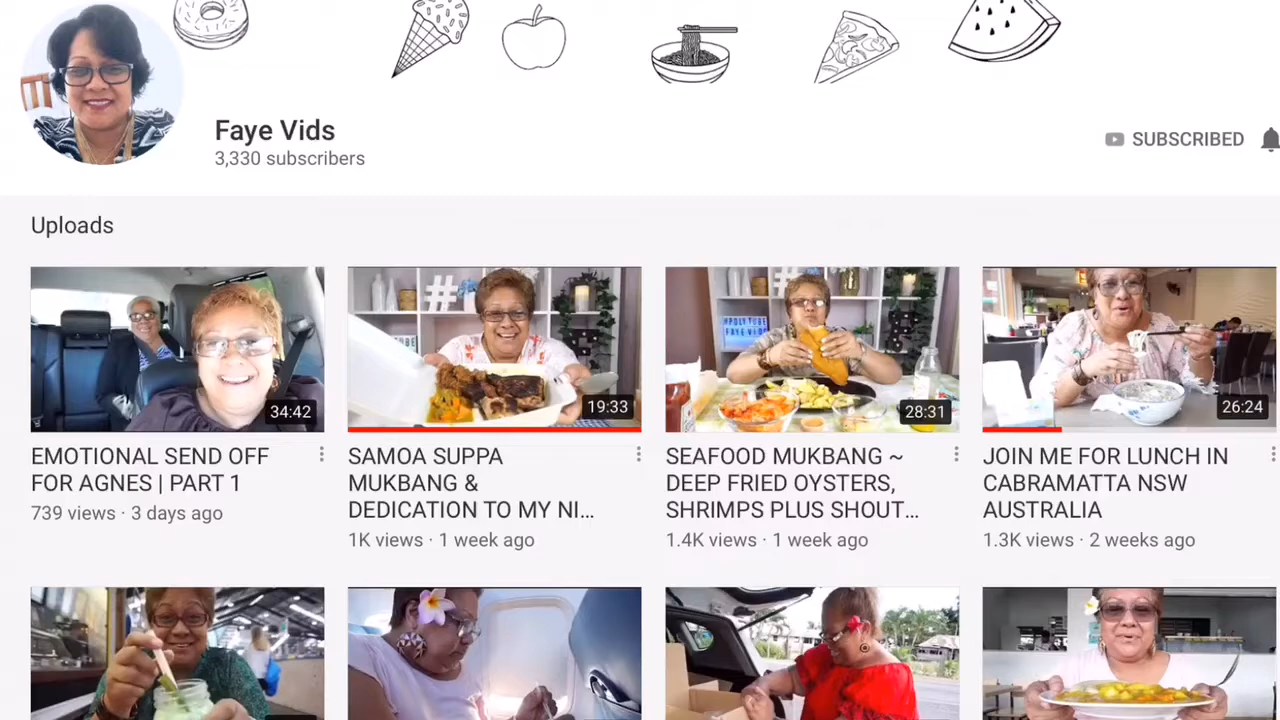 Faye Vids
3,330 subscribers
SUBSCRIBED
Uploads
34:42
19:33
28:31
26:24
EMOTIONAL SEND OFF
FOR AGNES | PART 1
739 views · 3 days ago
SAMOA SUPPA
MUKBANG &
DEDICATION TO MY NI...
1K views · 1 week ago
SEAFOOD MUKBANG ~
DEEP FRIED OYSTERS,
SHRIMPS PLUS SHOUT...
1.4K views · 1 week ago
JOIN ME FOR LUNCH IN
CABRAMATTA NSW
AUSTRALIA
1.3K views · 2 weeks ago